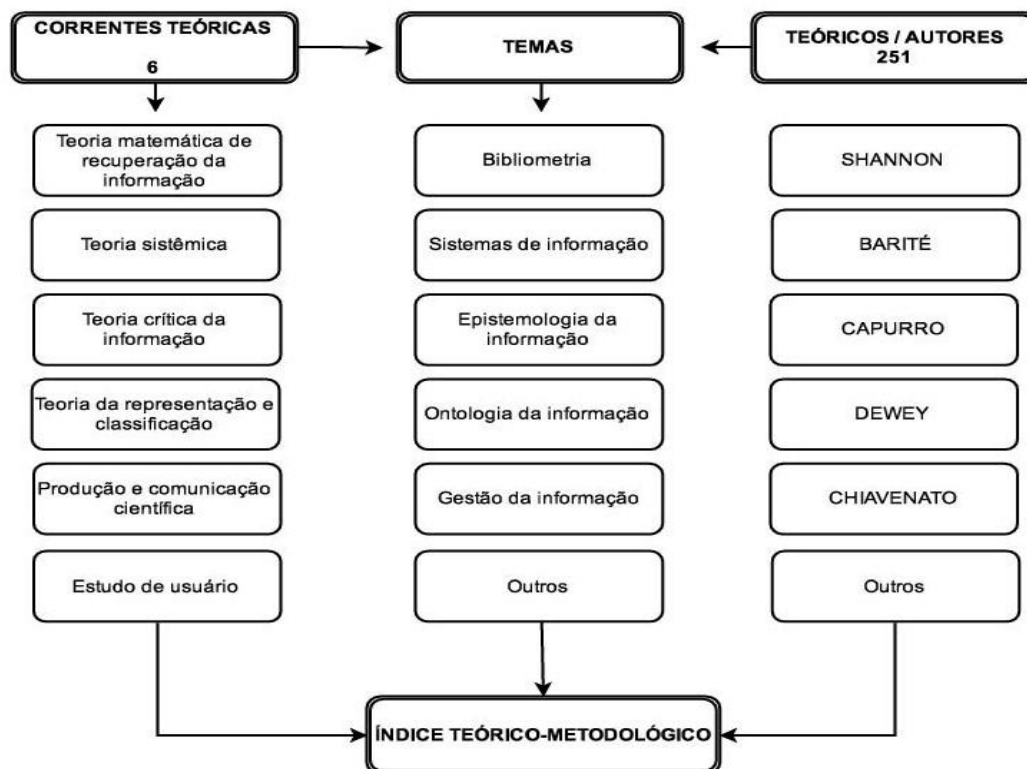 CORRENTES TEÓRICAS
6
TEMAS
TEÓRICOS / AUTORES
251
Teoria matemática de
recuperação da
informação
Bibliometria
SHANNON
Teoria sistêmica
Sistemas de informação
BARITÉ
Teoria crítica da
informação
Epistemologia da
informação
CAPURRO
Teoria da representação e
classificação
Ontologia da informação
DEWEY
Produção e comunicação
científica
Gestão da informação
CHIAVENATO
Estudo de usuário
Outros
Outros
ÍNDICE TEÓRICO-METODOLÓGICO